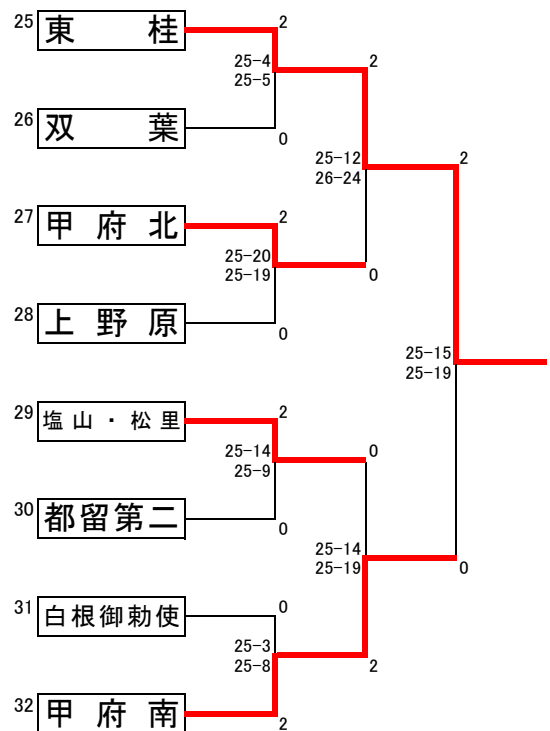 25 東桂 2
25-4 2
25-5
26 双葉 0
25-12 2
26-24
27 甲府北 2
25-20
25-19 0
28 上野原 0
25-15
25-19
29 塩山・松里 2
25-14 0
25-9
30 都留第二 0
25-14
25-19 0
31 白根御勅使 0
25-3
25-8 2
32 甲府南 2